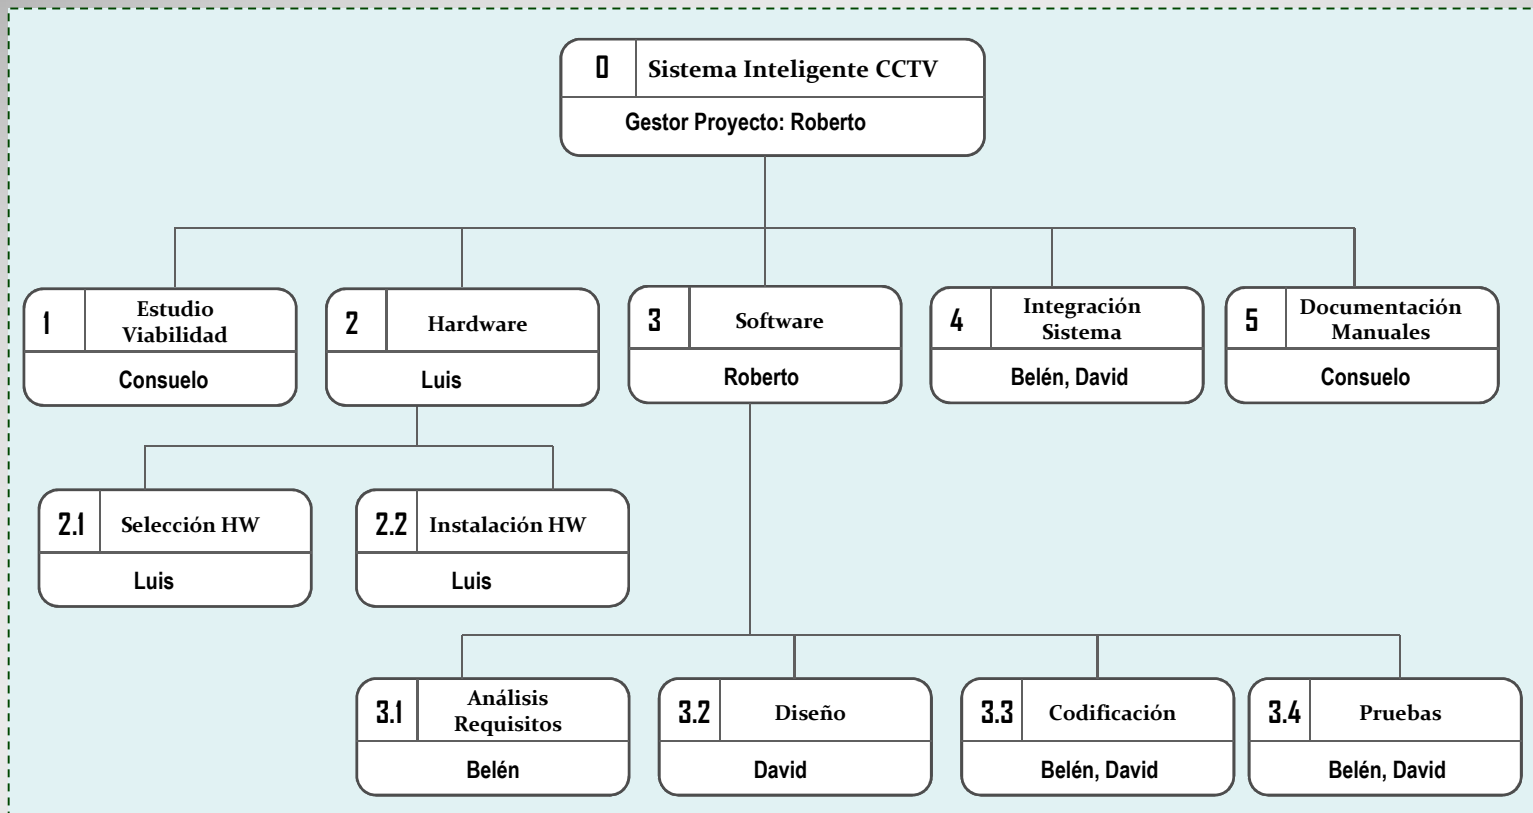 0 Sistema Inteligente CCTV
Gestor Proyecto: Roberto
1 Estudio
Viabilidad
Consuelo
2 Hardware
Luis
3 Software
Roberto
4 Integración
Sistema
Belén, David
5 Documentación
Manuales
Consuelo
2.1 Selección HW
Luis
2.2 Instalación HW
Luis
3.1 Análisis
Requisitos
Belén
3.2 Diseño
David
3.3 Codificación
Belén, David
3.4 Pruebas
Belén, David